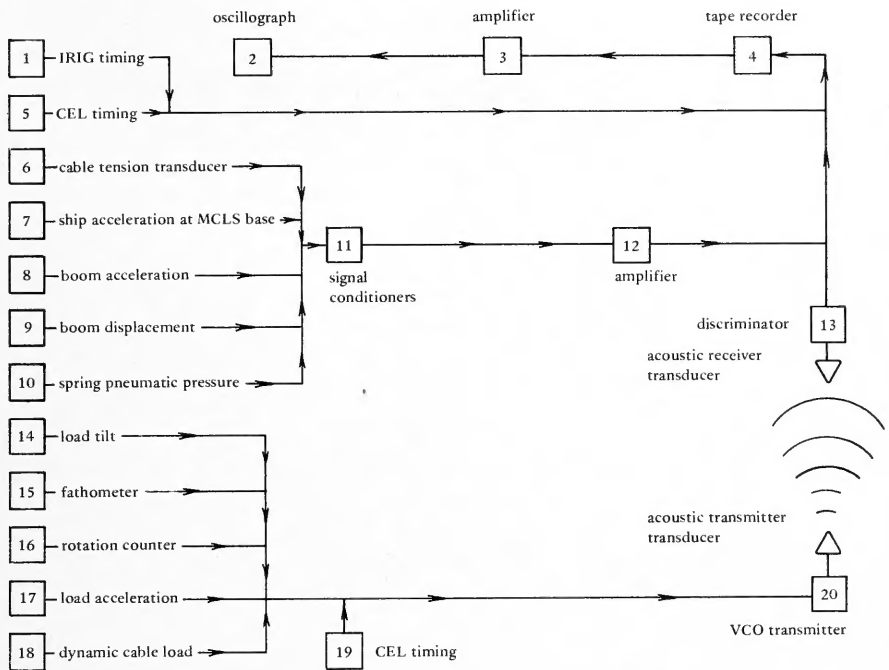 oscillograph
amplifier
tape recorder
1 IRIG timing
2
3
4
5 CEL timing
6 cable tension transducer
7 ship acceleration at MCLS base
11
12
signal
conditioners
amplifier
8 boom acceleration
9 boom displacement
discriminator 13
acoustic receiver
transducer
10 spring pneumatic pressure
14 load tilt
15 fathometer
acoustic transmitter
transducer
16 rotation counter
17 load acceleration
20
VCO transmitter
18 dynamic cable load
19 CEL timing